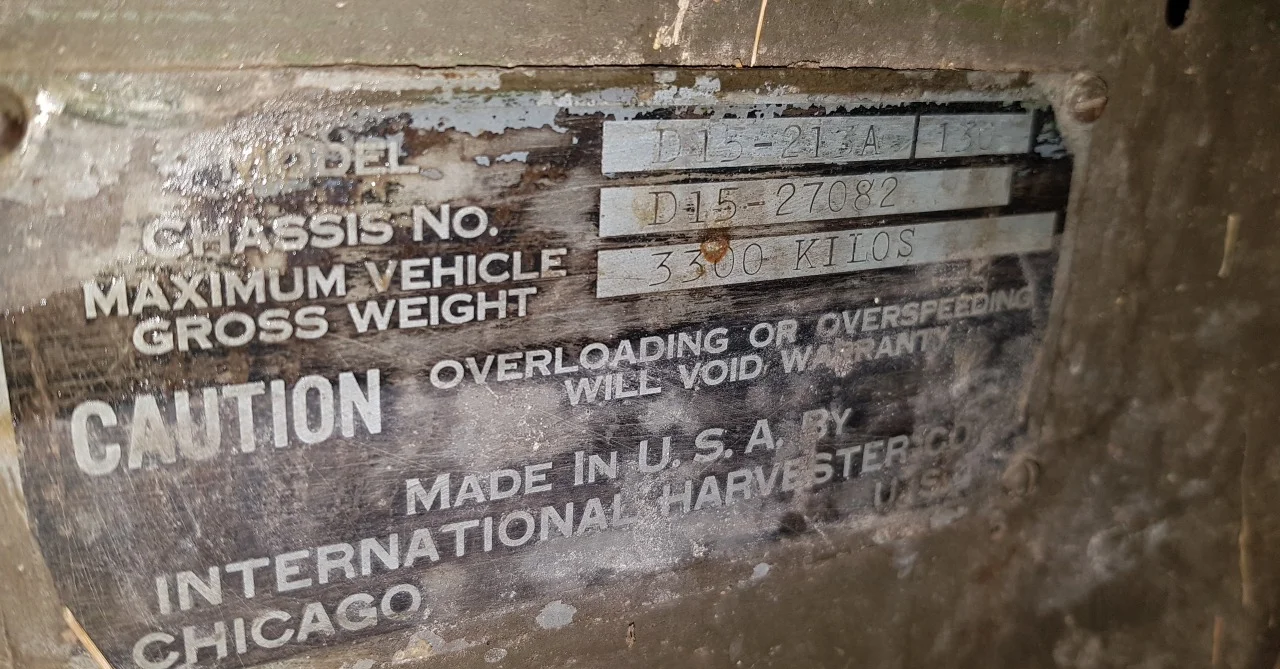 MODEL D15-213A 130
CHASSIS NO. D15-27082
MAXIMUM VEHICLE
GROSS WEIGHT 3300 KILOS
CAUTION OVERLOADING OR OVERSPEEDING
WILL VOID WARRANTY
MADE IN U.S.A. BY
INTERNATIONAL HARVESTER CO
CHICAGO, U.S.A